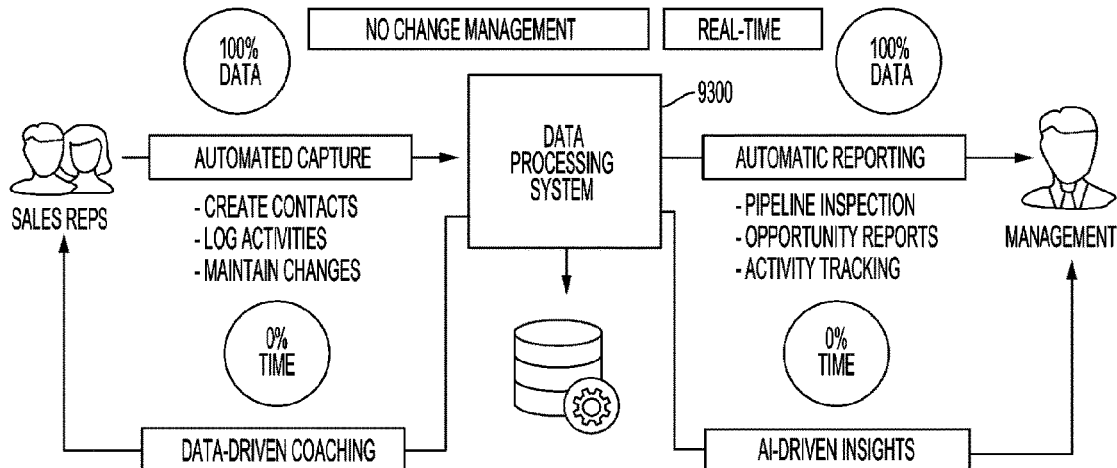 NO CHANGE MANAGEMENT
REAL-TIME
100%
DATA
100%
DATA
9300
DATA
PROCESSING
SYSTEM
AUTOMATED CAPTURE
AUTOMATIC REPORTING
SALES REPS
- CREATE CONTACTS
- LOG ACTIVITIES
- MAINTAIN CHANGES
- PIPELINE INSPECTION
- OPPORTUNITY REPORTS
- ACTIVITY TRACKING
MANAGEMENT
0%
TIME
0%
TIME
DATA-DRIVEN COACHING
AI-DRIVEN INSIGHTS